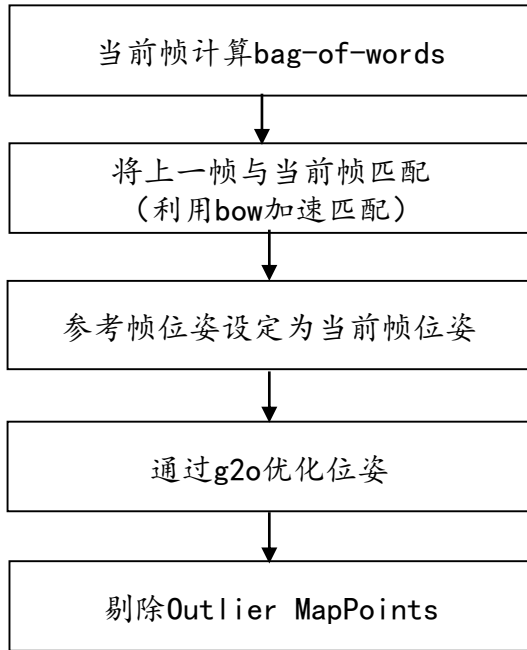 当前帧计算bag-of-words
将上一帧与当前帧匹配
（利用bow加速匹配）
参考帧位姿设定为当前帧位姿
通过g2o优化位姿
剔除Outlier MapPoints